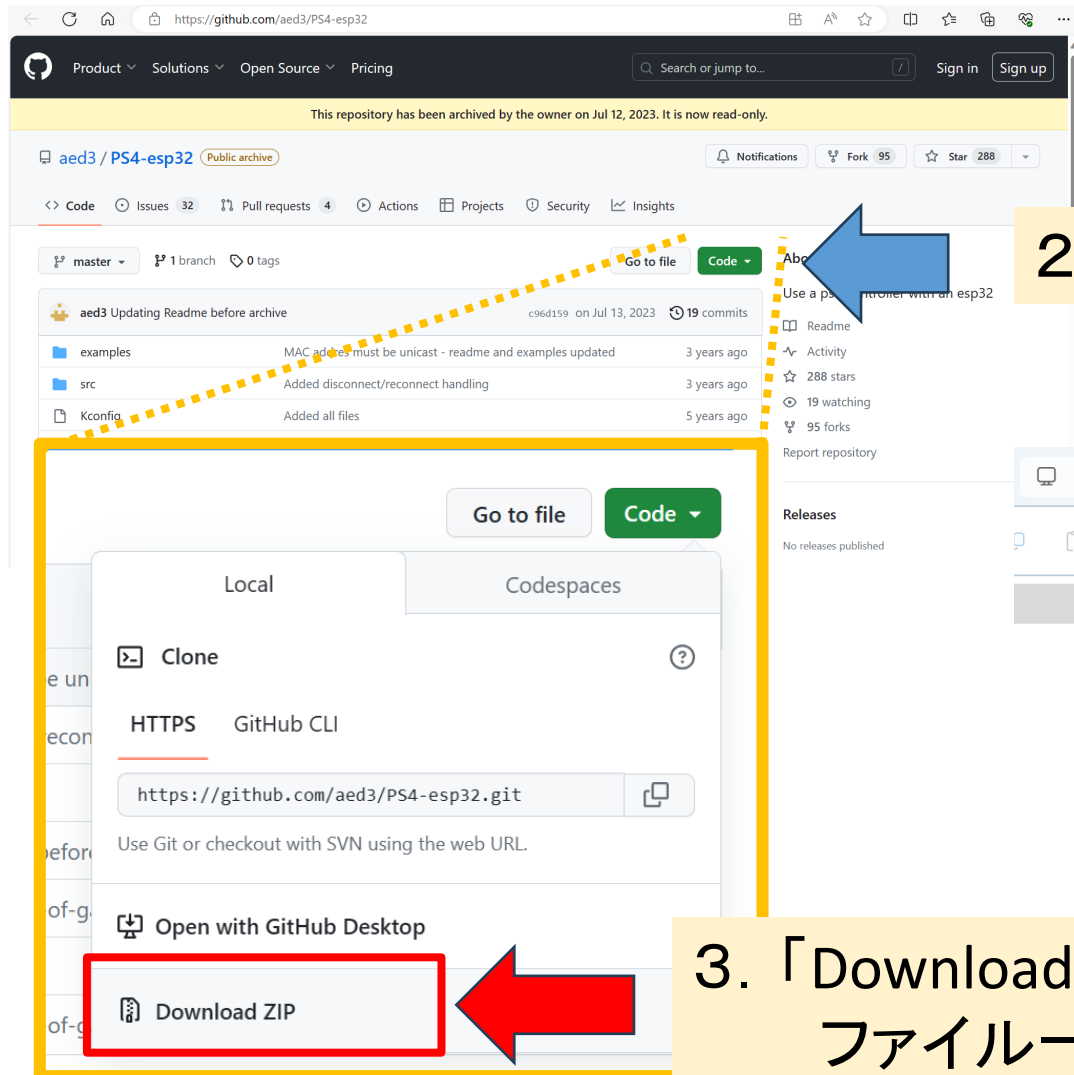 https://github.com/aed3/PS4-esp32
Product Solutions Open Source Pricing Search or jump to... / Sign in Sign up
This repository has been archived by the owner on Jul 12, 2023. It is now read-only.
aed3 / PS4-esp32 Public archive Notifications Fork 95 Star 288
Code Issues 32 Pull requests 4 Actions Projects Security Insights
master 1 branch 0 tags Go to file Code
aed3 Updating Readme before archive c96d159 on Jul 13, 2023 19 commits
examples MAC addres must be unicast - readme and examples updated 3 years ago
src Added disconnect/reconnect handling 3 years ago
Kconfig Added all files 5 years ago
Use a with an esp32
Readme
Activity
288 stars
19 watching
95 forks
Report repository
Releases
No releases published
2
Go to file Code
Local Codespaces
Clone
e un
HTTPS GitHub CLI
recon
https://github.com/aed3/PS4-esp32.git
Use Git or checkout with SVN using the web URL.
befor
of-g
Open with GitHub Desktop
Download ZIP
of-g
３.「Download
ファイル一